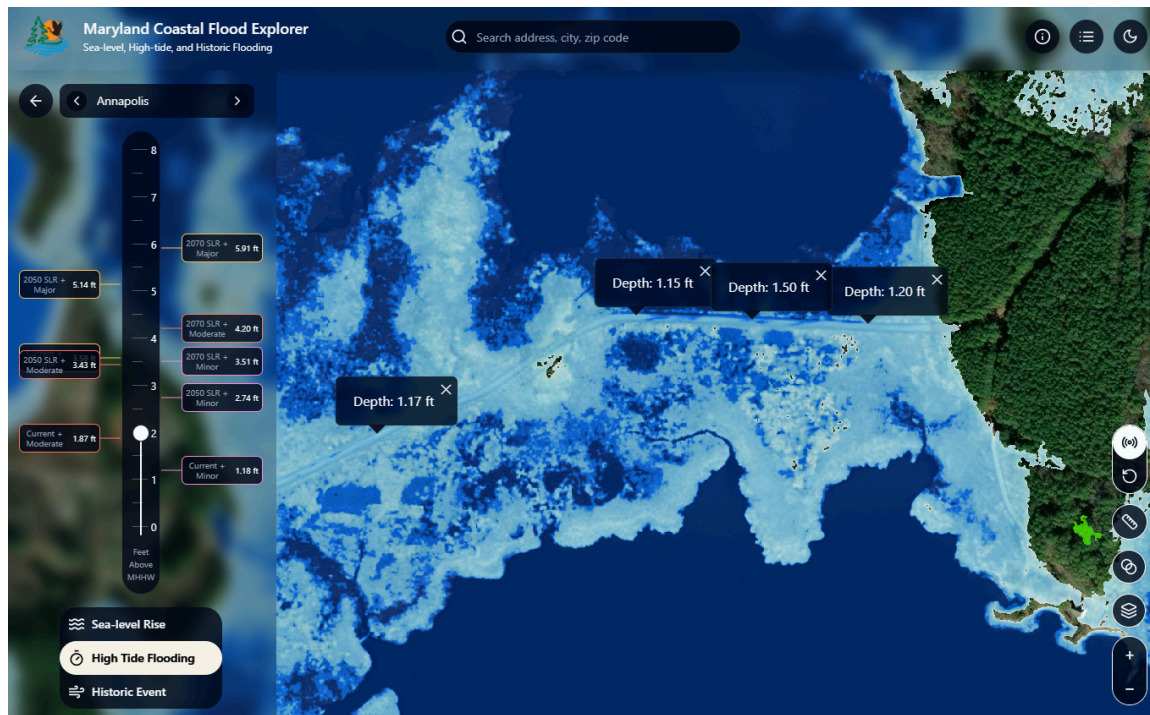 Maryland Coastal Flood Explorer
Sea-level, High-tide, and Historic Flooding
Search address, city, zip code
Annapolis
8
7
6
5
4
3
2
1
0
Feet
Above
MHHW
2070 SLR +
Major
5.91 ft
2050 SLR +
Major
5.14 ft
2070 SLR +
Moderate
4.20 ft
2050 SLR +
Moderate
3.43 ft
2070 SLR +
Minor
3.51 ft
2050 SLR +
Minor
2.74 ft
Current +
Moderate
1.87 ft
Current +
Minor
1.18 ft
Depth: 1.15 ft
Depth: 1.50 ft
Depth: 1.20 ft
Depth: 1.17 ft
Sea-level Rise
High Tide Flooding
Historic Event